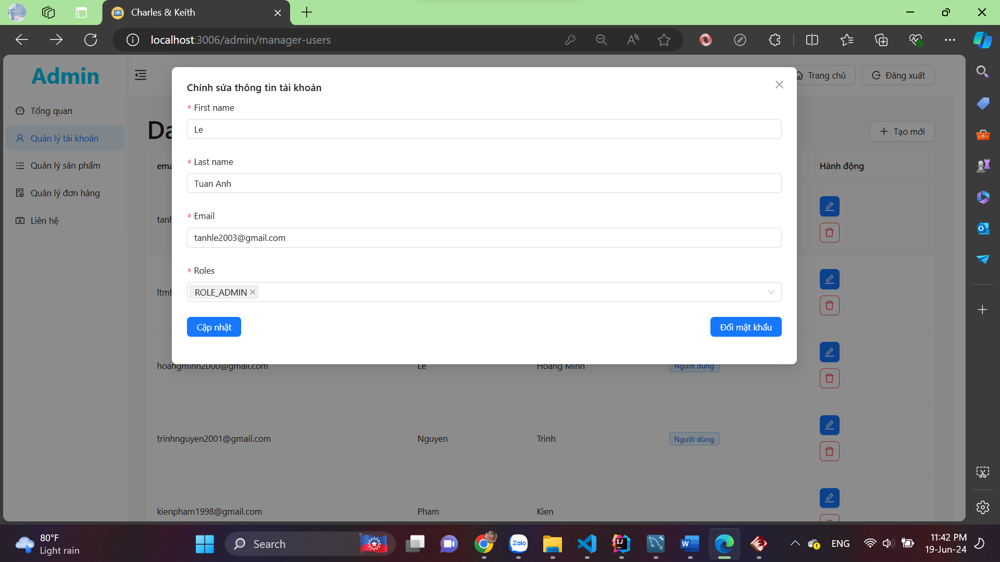 Charles & Keith
localhost:3006/admin/manager-users
Admin
Tổng quan
Quản lý tài khoản
Quản lý sản phẩm
Quản lý đơn hàng
Liên hệ
Trang chủ
Đăng xuất
Da
Tạo mới
ema
Hành động
tanh
ltmh
Chỉnh sửa thông tin tài khoản
* First name
Le
* Last name
Tuan Anh
* Email
tanhle2003@gmail.com
* Roles
ROLE_ADMIN
Cập nhật
Đổi mật khẩu
hoangminh2000@gmail.com Le Hoang Minh Người dùng
trinhnguyen2001@gmail.com Nguyen Trinh Người dùng
kienpham1998@gmail.com Pham Kien
80°F
Light rain
Search
Zalo
ENG
11:42 PM
19-Jun-24